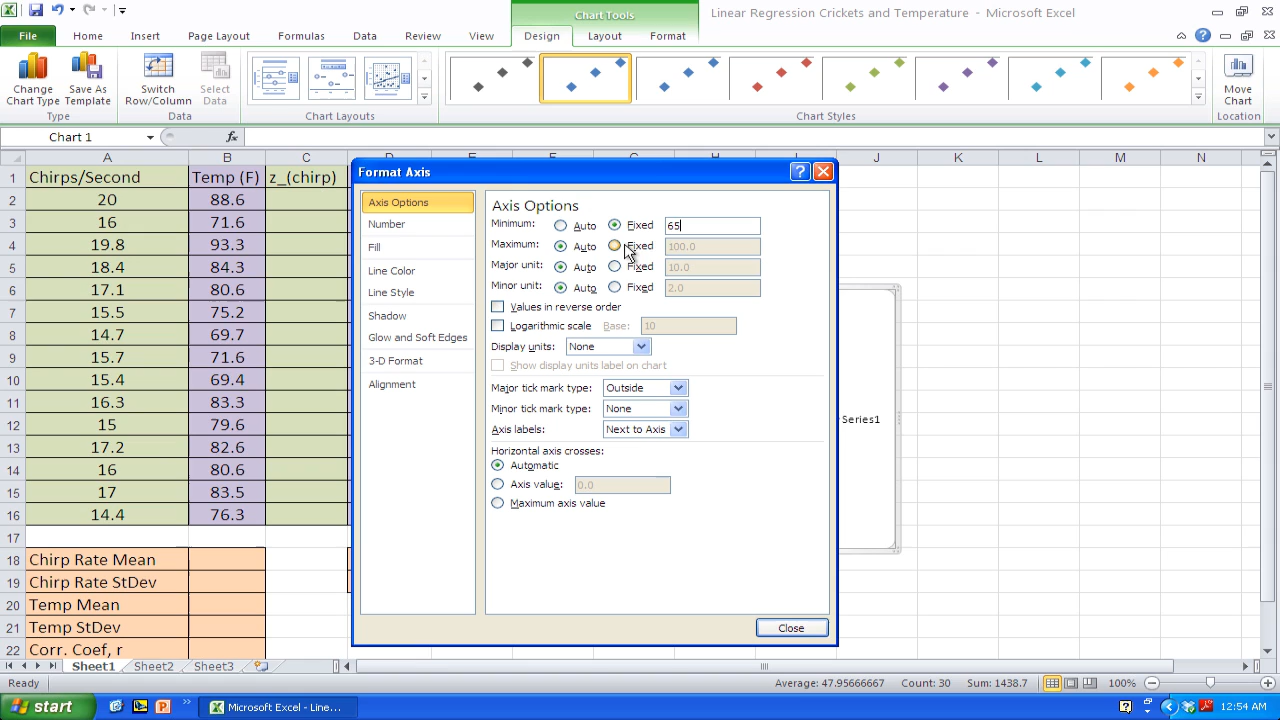 Chart Tools
Linear Regression Crickets and Temperature - Microsoft Excel
File Home Insert Page Layout Formulas Data Review View Design Layout Format
Change Chart Type
Save As Template
Switch Row/Column
Select Data
Move Chart
Type Data Chart Layouts Chart Styles Location
Chart 1 fx
A B C D E F G H I J K L M N
1 Chirps/Second Temp (F) z_(chirp)
2 20 88.6
3 16 71.6
4 19.8 93.3
5 18.4 84.3
6 17.1 80.6
7 15.5 75.2
8 14.7 69.7
9 15.7 71.6
10 15.4 69.4
11 16.3 83.3
12 15 79.6
13 17.2 82.6
14 16 80.6
15 17 83.5
16 14.4 76.3
17
18 Chirp Rate Mean
19 Chirp Rate StDev
20 Temp Mean
21 Temp StDev
22 Corr. Coef, r
Format Axis
Axis Options
Number
Fill
Line Color
Line Style
Shadow
Glow and Soft Edges
3-D Format
Alignment
Axis Options
Minimum: Auto Fixed 65
Maximum: Auto Fixed 100.0
Major unit: Auto Fixed 10.0
Minor unit: Auto Fixed 2.0
Values in reverse order
Logarithmic scale Base: 10
Display units: None
Show display units label on chart
Major tick mark type: Outside
Minor tick mark type: None
Axis labels: Next to Axis
Horizontal axis crosses:
Automatic
Axis value: 0.0
Maximum axis value
Close
Series1
Sheet1 Sheet2 Sheet3
Ready Average: 47.95666667 Count: 30 Sum: 1438.7 100%
start Microsoft Excel - Line... 12:54 AM